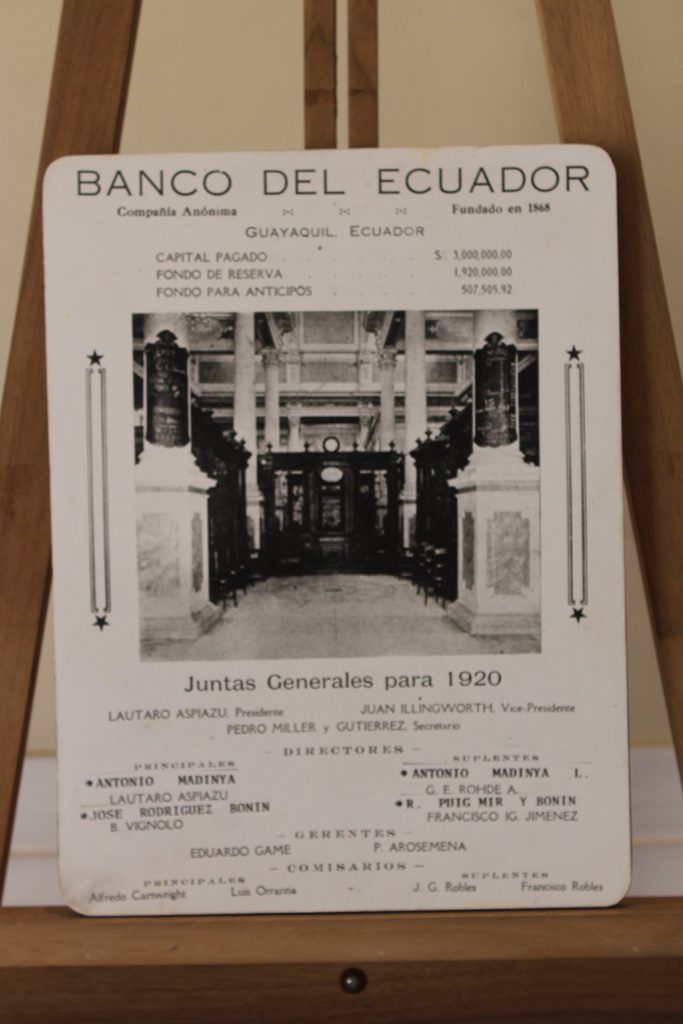 BANCO DEL ECUADOR
Compañía Anónima Fundado en 1868
GUAYAQUIL, ECUADOR
CAPITAL PAGADO . . . . S/. 3,000,000.00
FONDO DE RESERVA . . . . 1,920,000.00
FONDO PARA ANTICIPOS . . . . 507,505.92
Juntas Generales para 1920
LAUTARO ASPIAZU, Presidente JUAN ILLINGWORTH, Vice-Presidente
PEDRO MILLER y GUTIERREZ, Secretario
– DIRECTORES –
PRINCIPALES SUPLENTES
•ANTONIO MADINYA •ANTONIO MADINYA I.
LAUTARO ASPIAZU G. E. ROHDE A.
•JOSE RODRIGUEZ BONIN •R. PUIG MIR Y BONIN
B. VIGNOLO FRANCISCO IG. JIMENEZ
– GERENTES –
EDUARDO GAME P. AROSEMENA
– COMISARIOS –
PRINCIPALES SUPLENTES
Alfredo Cartwright Luis Orrantia - J. G. Robles Francisco Robles